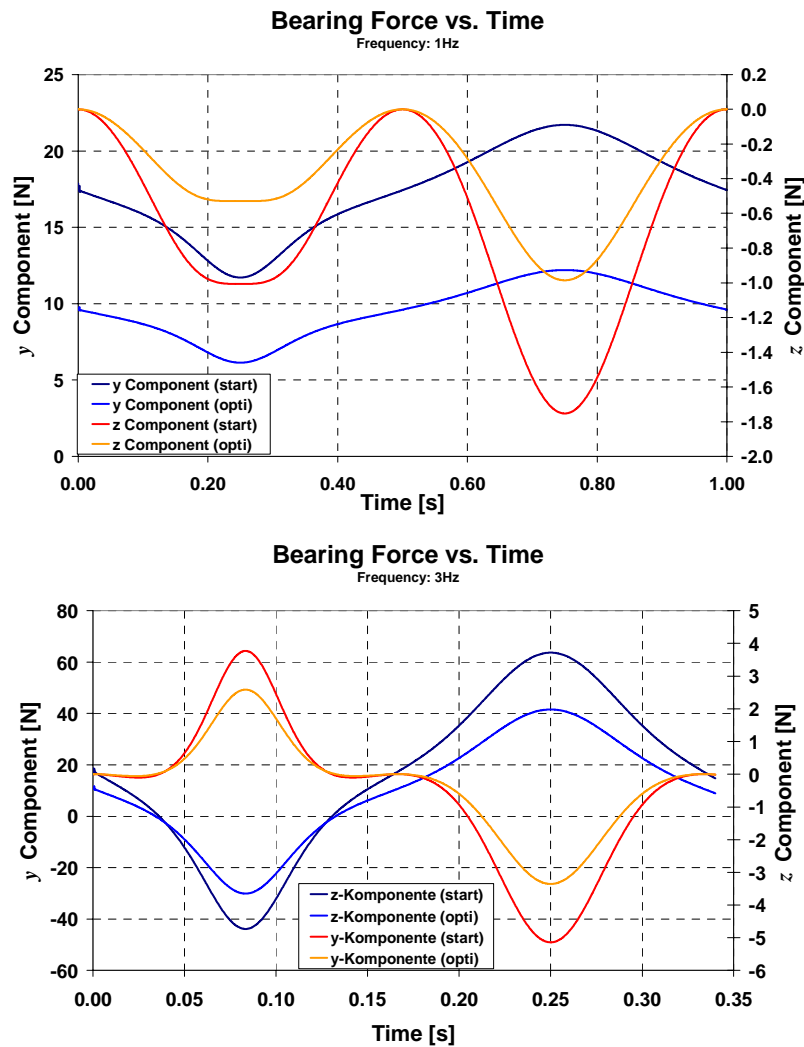 Bearing Force vs. Time
Frequency: 1Hz
25
20
15
10
5
0
y Component [N]
0.2
0.0
-0.2
-0.4
-0.6
-0.8
-1.0
-1.2
-1.4
-1.6
-1.8
-2.0
z Component [N]
y Component (start)
y Component (opti)
z Component (start)
z Component (opti)
0.00 0.20 0.40 0.60 0.80 1.00
Time [s]
Bearing Force vs. Time
Frequency: 3Hz
80
60
40
20
0
-20
-40
-60
y Component [N]
5
4
3
2
1
0
-1
-2
-3
-4
-5
-6
z Component [N]
z-Komponente (start)
z-Komponente (opti)
y-Komponente (start)
y-Komponente (opti)
0.00 0.05 0.10 0.15 0.20 0.25 0.30 0.35
Time [s]